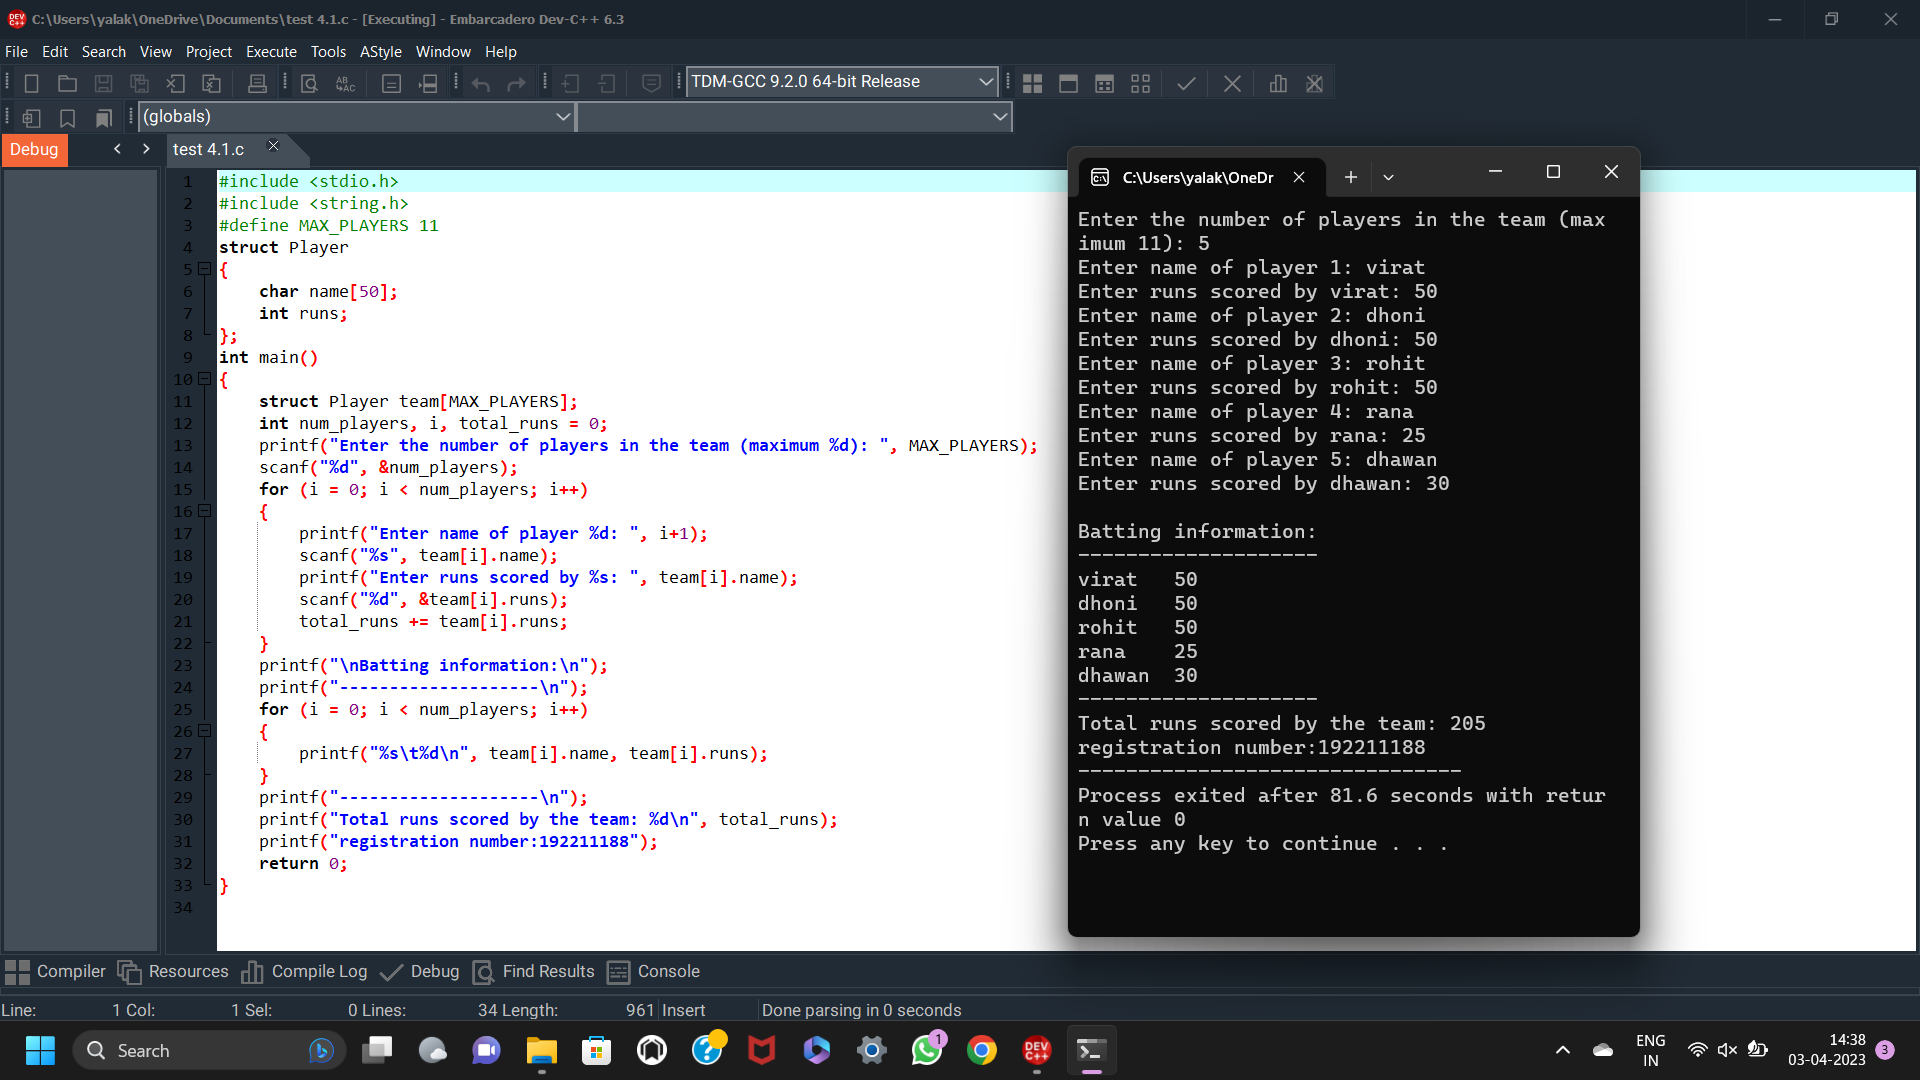 C:\Users\yalak\OneDrive\Documents\test 4.1.c - [Executing] - Embarcadero Dev-C++ 6.3
File Edit Search View Project Execute Tools AStyle Window Help
TDM-GCC 9.2.0 64-bit Release
(globals)
Debug
test 4.1.c
1 #include <stdio.h>
2 #include <string.h>
3 #define MAX_PLAYERS 11
4 struct Player
5 {
6 char name[50];
7 int runs;
8 };
9 int main()
10 {
11 struct Player team[MAX_PLAYERS];
12 int num_players, i, total_runs = 0;
13 printf("Enter the number of players in the team (maximum %d): ", MAX_PLAYERS);
14 scanf("%d", &num_players);
15 for (i = 0; i < num_players; i++)
16 {
17 printf("Enter name of player %d: ", i+1);
18 scanf("%s", team[i].name);
19 printf("Enter runs scored by %s: ", team[i].name);
20 scanf("%d", &team[i].runs);
21 total_runs += team[i].runs;
22 }
23 printf("\nBatting information:\n");
24 printf("--------------------\n");
25 for (i = 0; i < num_players; i++)
26 {
27 printf("%s\t%d\n", team[i].name, team[i].runs);
28 }
29 printf("--------------------\n");
30 printf("Total runs scored by the team: %d\n", total_runs);
31 printf("registration number:192211188");
32 return 0;
33 }
34
C:\Users\yalak\OneDr
Enter the number of players in the team (max
imum 11): 5
Enter name of player 1: virat
Enter runs scored by virat: 50
Enter name of player 2: dhoni
Enter runs scored by dhoni: 50
Enter name of player 3: rohit
Enter runs scored by rohit: 50
Enter name of player 4: rana
Enter runs scored by rana: 25
Enter name of player 5: dhawan
Enter runs scored by dhawan: 30
Batting information:
--------------------
virat 50
dhoni 50
rohit 50
rana 25
dhawan 30
--------------------
Total runs scored by the team: 205
registration number:192211188
--------------------------------
Process exited after 81.6 seconds with retur
n value 0
Press any key to continue . . .
Compiler Resources Compile Log Debug Find Results Console
Line: 1 Col: 1 Sel: 0 Lines: 34 Length: 961 Insert Done parsing in 0 seconds
Search
1
DEV C++
ENG
IN
14:38
03-04-2023
3